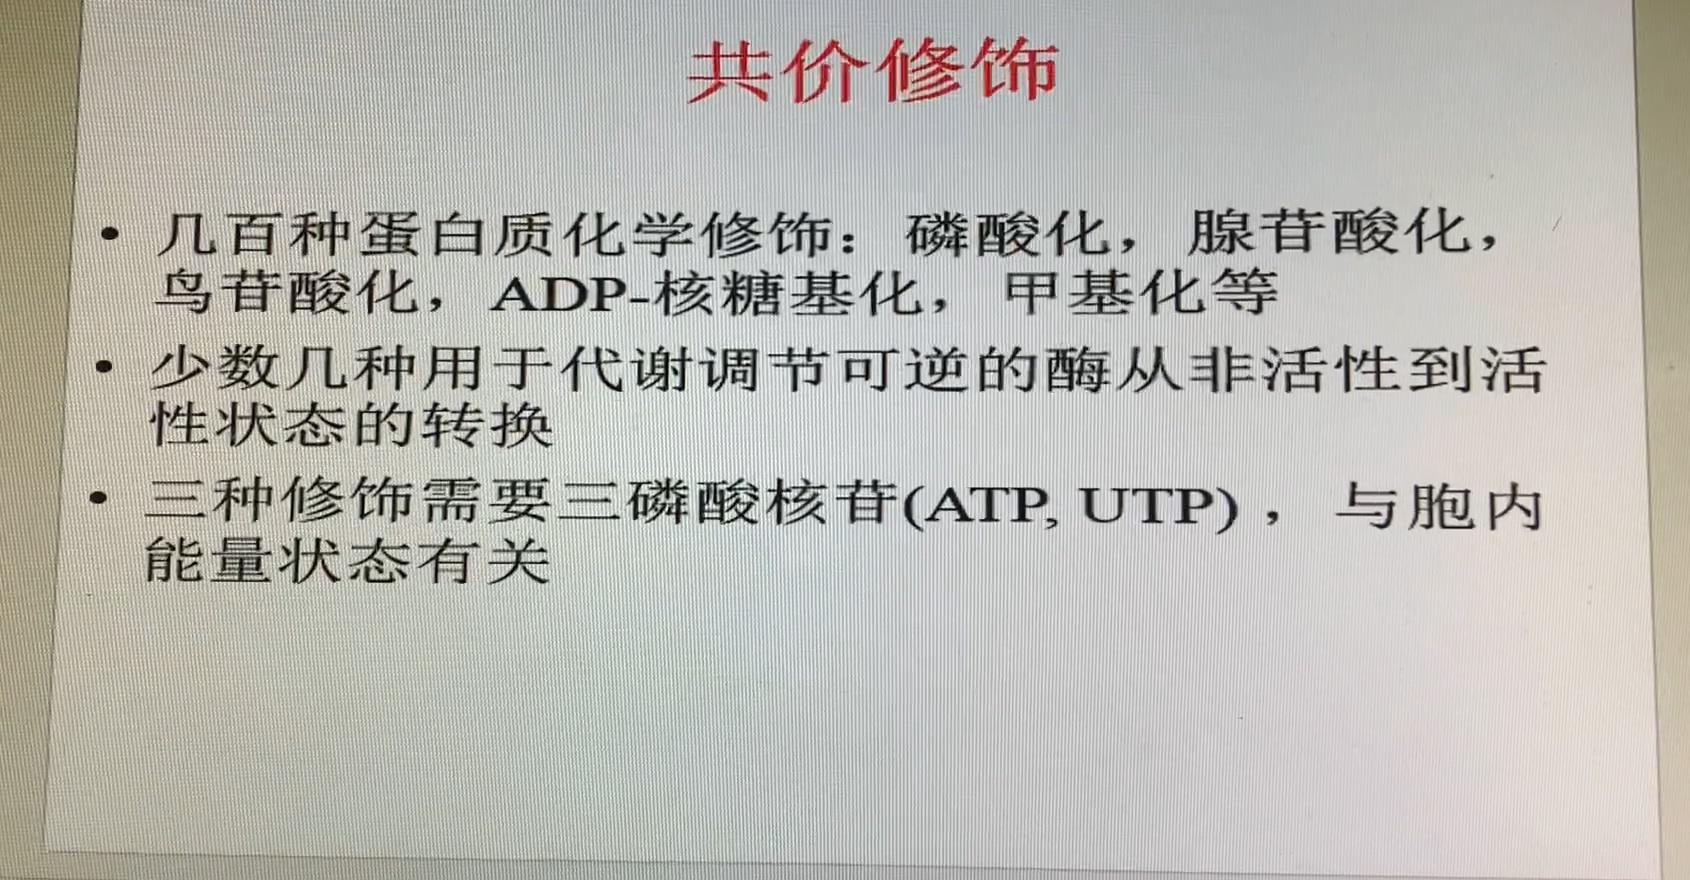 共价修饰
• 几百种蛋白质化学修饰： 磷酸化， 腺苷酸化，
鸟苷酸化， ADP-核糖基化， 甲基化等
• 少数几种用于代谢调节可逆的酶从非活性到活
性状态的转换
• 三种修饰需要三磷酸核苷(ATP, UTP) ， 与胞内
能量状态有关